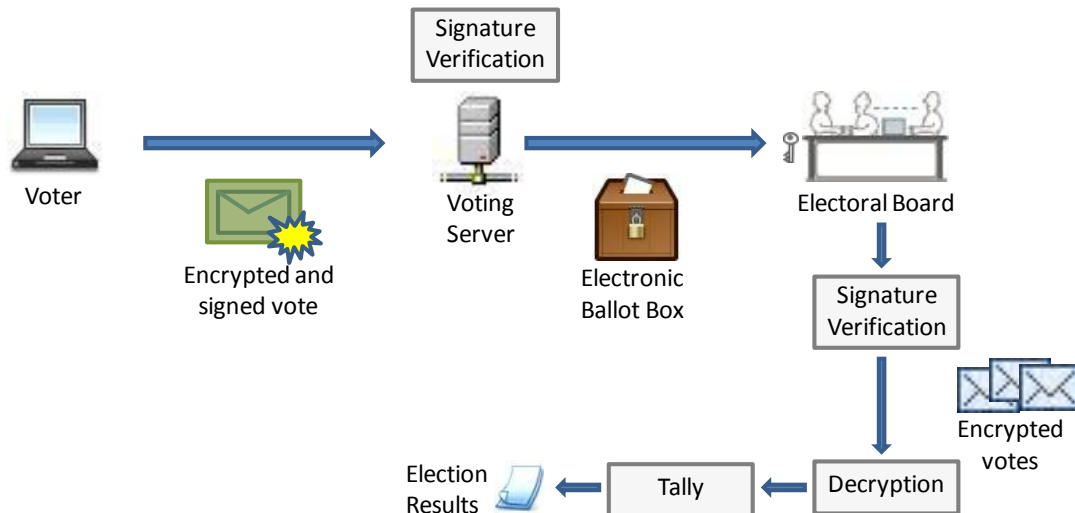 Signature
Verification
Voter
Voting
Server
Electoral Board
Encrypted and
signed vote
Electronic
Ballot Box
Signature
Verification
Encrypted
votes
Election
Results
Tally
Decryption